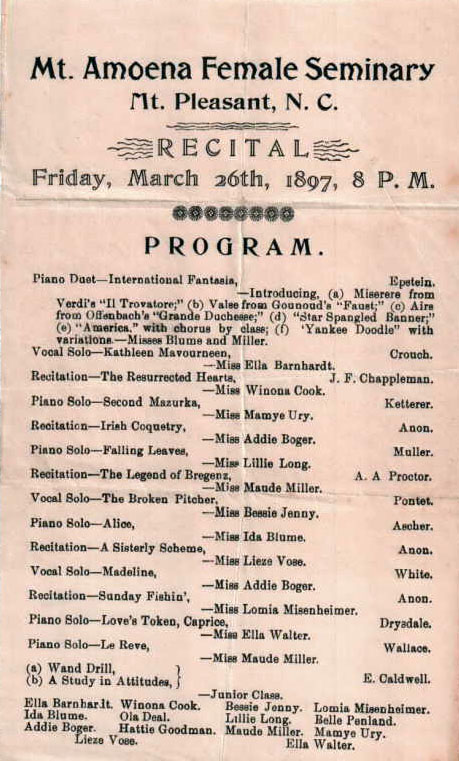 Mt. Amoena Female Seminary
Mt. Pleasant, N. C.
RECITAL
Friday, March 26th, 1897, 8 P. M.
PROGRAM.
Piano Duet—International Fantasia, Epstein.
—Introducing, (a) Miserere from
Verdi's "Il Trovatore;" (b) Valse from Gounoud's "Faust;" (c) Aire
from Offenbach's "Grande Duchesse;" (d) "Star Spangled Banner;"
(e) "America," with chorus by class; (f) 'Yankee Doodle" with
variations.—Misses Blume and Miller.
Vocal Solo—Kathleen Mavourneen, Crouch.
—Miss Ella Barnhardt.
Recitation—The Resurrected Hearts, J. F. Chappleman.
—Miss Winona Cook.
Piano Solo—Second Mazurka, Ketterer.
—Miss Mamye Ury.
Recitation—Irish Coquetry, Anon.
—Miss Addie Boger.
Piano Solo—Falling Leaves, Muller.
—Miss Lillie Long.
Recitation—The Legend of Bregenz, A. A Proctor.
—Miss Maude Miller.
Vocal Solo—The Broken Pitcher, Pontet.
—Miss Bessie Jenny.
Piano Solo—Alice, Ascher.
—Miss Ida Blume.
Recitation—A Sisterly Scheme, Anon.
—Miss Lieze Vose.
Vocal Solo—Madeline, White.
—Miss Addie Boger.
Recitation—Sunday Fishin', Anon.
—Miss Lomia Misenheimer.
Piano Solo—Love's Token, Caprice, Drysdale.
—Miss Ella Walter.
Piano Solo—Le Reve, Wallace.
—Miss Maude Miller.
(a) Wand Drill, }
(b) A Study in Attitudes, } E. Caldwell.
—Junior Class.
Ella Barnhardt. Winona Cook. Bessie Jenny. Lomia Misenheimer.
Ida Blume. Ola Deal. Lillie Long. Belle Penland.
Addie Boger. Hattie Goodman. Maude Miller. Mamye Ury.
Lieze Vose. Ella Walter.